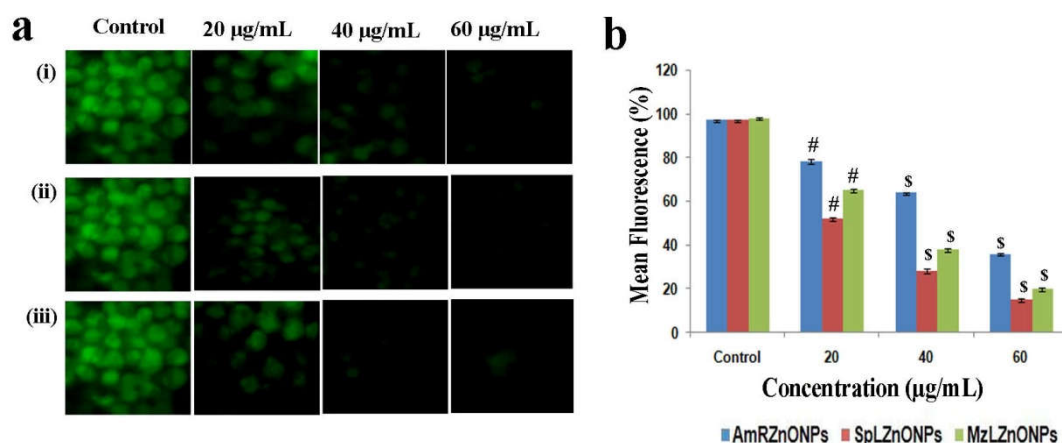 a
Control 20 µg/mL 40 µg/mL 60 µg/mL
(i)
(ii)
(iii)
b
Mean Fluorescence (%)
120
100
80
60
40
20
0
# # #
$ $ $
$ $ $
Control 20 40 60
Concentration (µg/mL)
AmRZnONPs SpLZnONPs MzLZnONPs